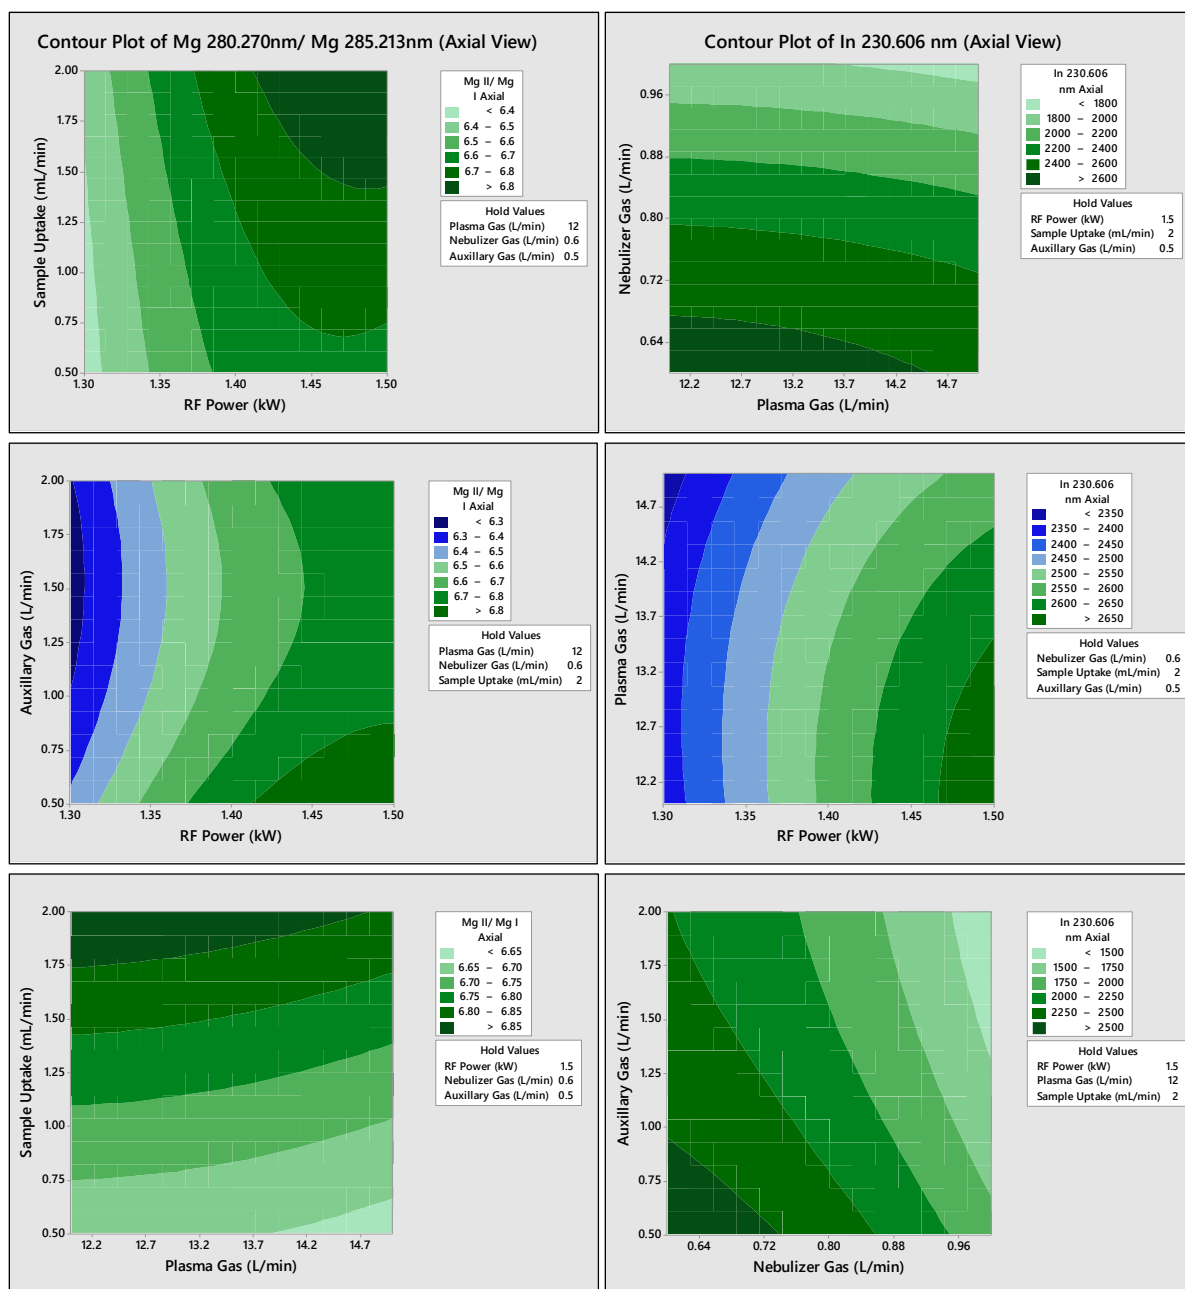 Contour Plot of Mg 280.270nm/ Mg 285.213nm (Axial View)
2.00
1.75
1.50
1.25
1.00
0.75
0.50
Sample Uptake (mL/min)
1.30 1.35 1.40 1.45 1.50
RF Power (kW)
Mg II/ Mg
I Axial
< 6.4
6.4 – 6.5
6.5 – 6.6
6.6 – 6.7
6.7 – 6.8
> 6.8
Hold Values
Plasma Gas (L/min) 12
Nebulizer Gas (L/min) 0.6
Auxillary Gas (L/min) 0.5
Contour Plot of In 230.606 nm (Axial View)
0.96
0.88
0.80
0.72
0.64
Nebulizer Gas (L/min)
12.2 12.7 13.2 13.7 14.2 14.7
Plasma Gas (L/min)
In 230.606
nm Axial
< 1800
1800 – 2000
2000 – 2200
2200 – 2400
2400 – 2600
> 2600
Hold Values
RF Power (kW) 1.5
Sample Uptake (mL/min) 2
Auxillary Gas (L/min) 0.5
2.00
1.75
1.50
1.25
1.00
0.75
0.50
Auxillary Gas (L/min)
1.30 1.35 1.40 1.45 1.50
RF Power (kW)
Mg II/ Mg
I Axial
< 6.3
6.3 – 6.4
6.4 – 6.5
6.5 – 6.6
6.6 – 6.7
6.7 – 6.8
> 6.8
Hold Values
Plasma Gas (L/min) 12
Nebulizer Gas (L/min) 0.6
Sample Uptake (mL/min) 2
14.7
14.2
13.7
13.2
12.7
12.2
Plasma Gas (L/min)
1.30 1.35 1.40 1.45 1.50
RF Power (kW)
In 230.606
nm Axial
< 2350
2350 – 2400
2400 – 2450
2450 – 2500
2500 – 2550
2550 – 2600
2600 – 2650
> 2650
Hold Values
Nebulizer Gas (L/min) 0.6
Sample Uptake (mL/min) 2
Auxillary Gas (L/min) 0.5
2.00
1.75
1.50
1.25
1.00
0.75
0.50
Sample Uptake (mL/min)
12.2 12.7 13.2 13.7 14.2 14.7
Plasma Gas (L/min)
Mg II/ Mg I
Axial
< 6.65
6.65 – 6.70
6.70 – 6.75
6.75 – 6.80
6.80 – 6.85
> 6.85
Hold Values
RF Power (kW) 1.5
Nebulizer Gas (L/min) 0.6
Auxillary Gas (L/min) 0.5
2.00
1.75
1.50
1.25
1.00
0.75
0.50
Auxillary Gas (L/min)
0.64 0.72 0.80 0.88 0.96
Nebulizer Gas (L/min)
In 230.606
nm Axial
< 1500
1500 – 1750
1750 – 2000
2000 – 2250
2250 – 2500
> 2500
Hold Values
RF Power (kW) 1.5
Plasma Gas (L/min) 12
Sample Uptake (mL/min) 2